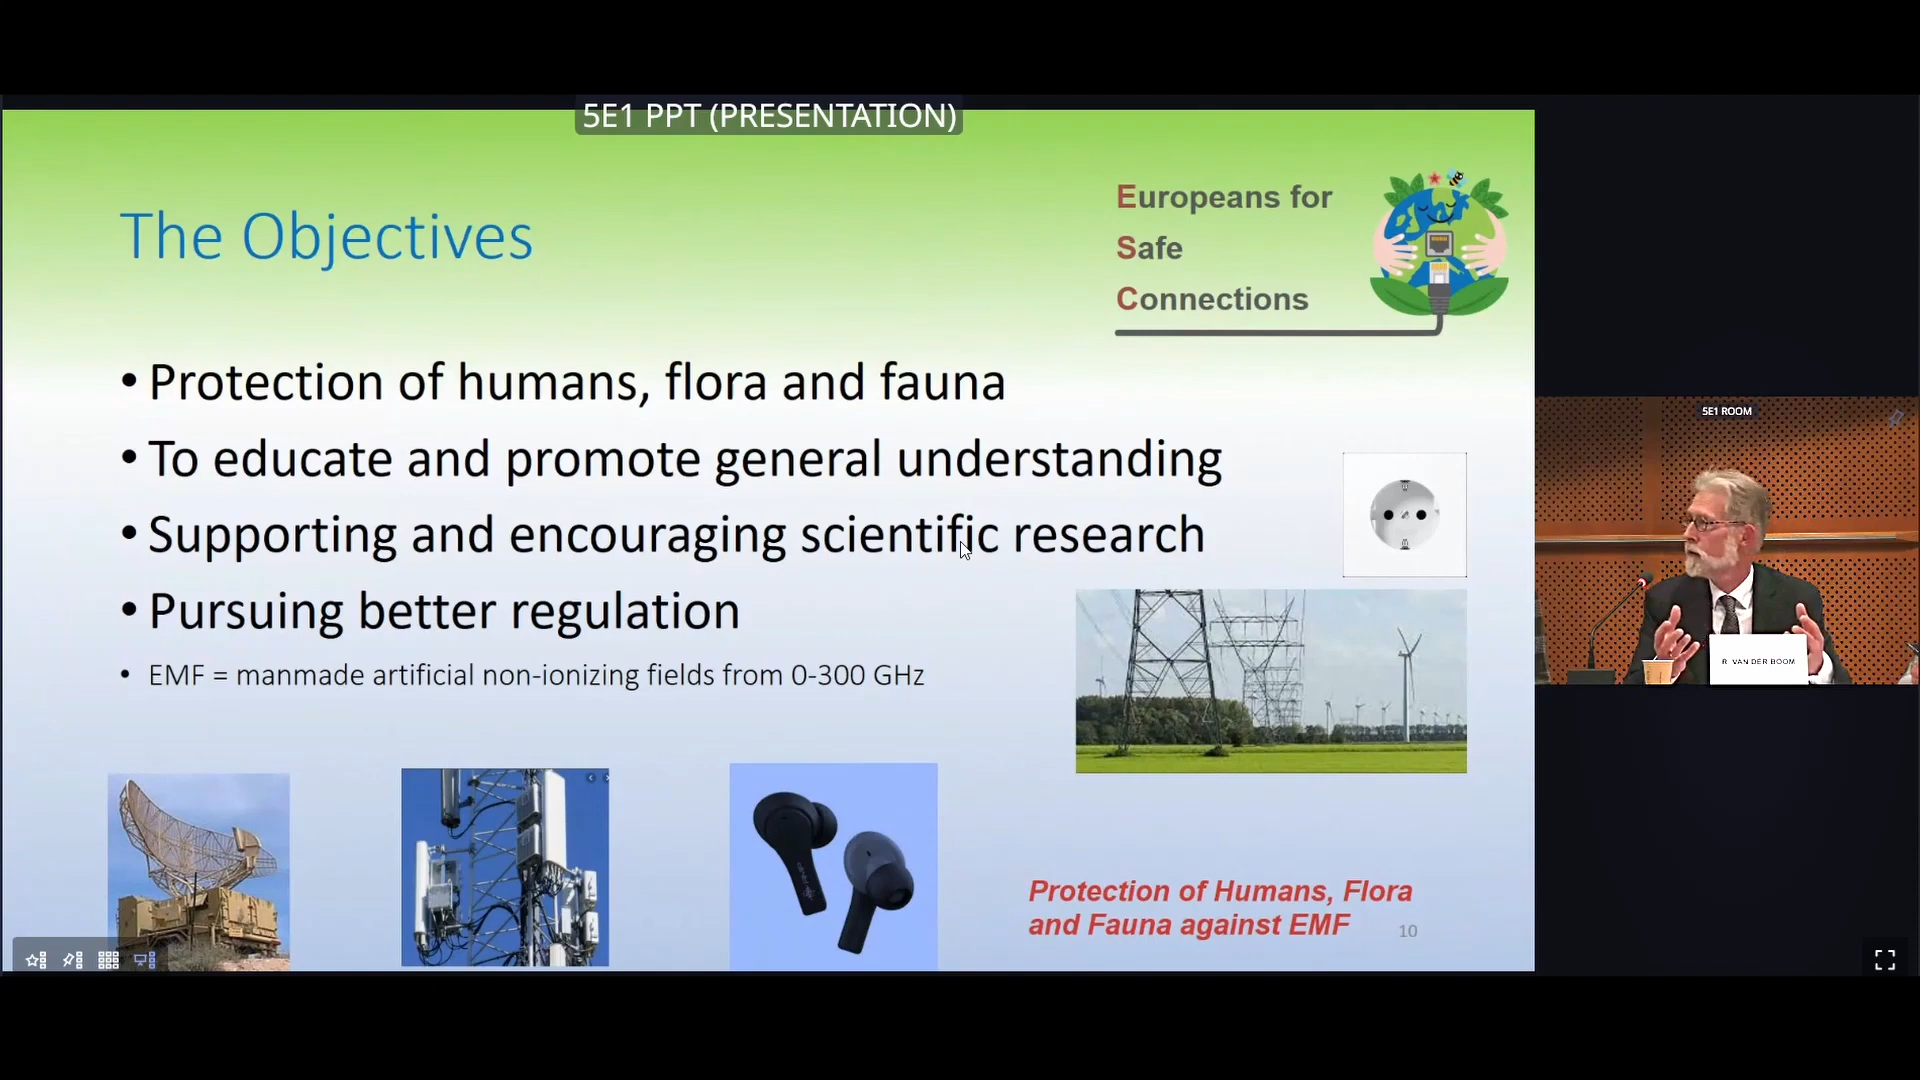 5E1 PPT (PRESENTATION)
The Objectives
Europeans for
Safe
Connections
• Protection of humans, flora and fauna
• To educate and promote general understanding
• Supporting and encouraging scientific research
• Pursuing better regulation
• EMF = manmade artificial non-ionizing fields from 0-300 GHz
Protection of Humans, Flora
and Fauna against EMF
10
5E1 ROOM
R. VAN DER BOOM